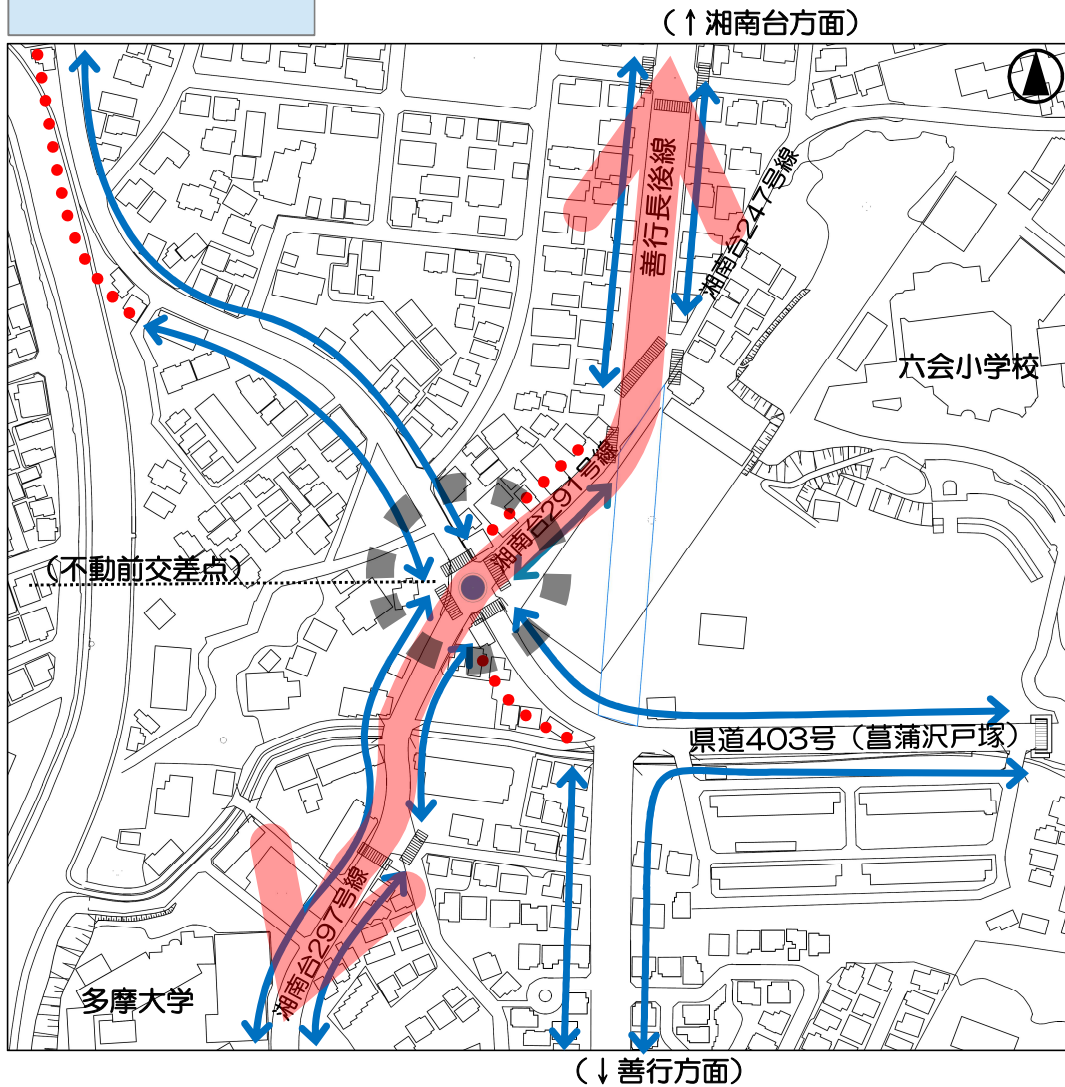 （↑湘南台方面）
善行長後線
湘南台247号線
六会小学校
湘南台297号線
（不動前交差点）
県道403号（菖蒲沢戸塚）
湘南台297号線
多摩大学
（↓善行方面）